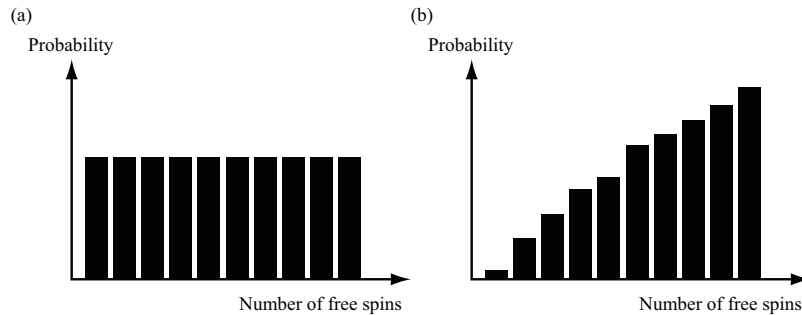 (a)
Probability
Number of free spins
(b)
Probability
Number of free spins